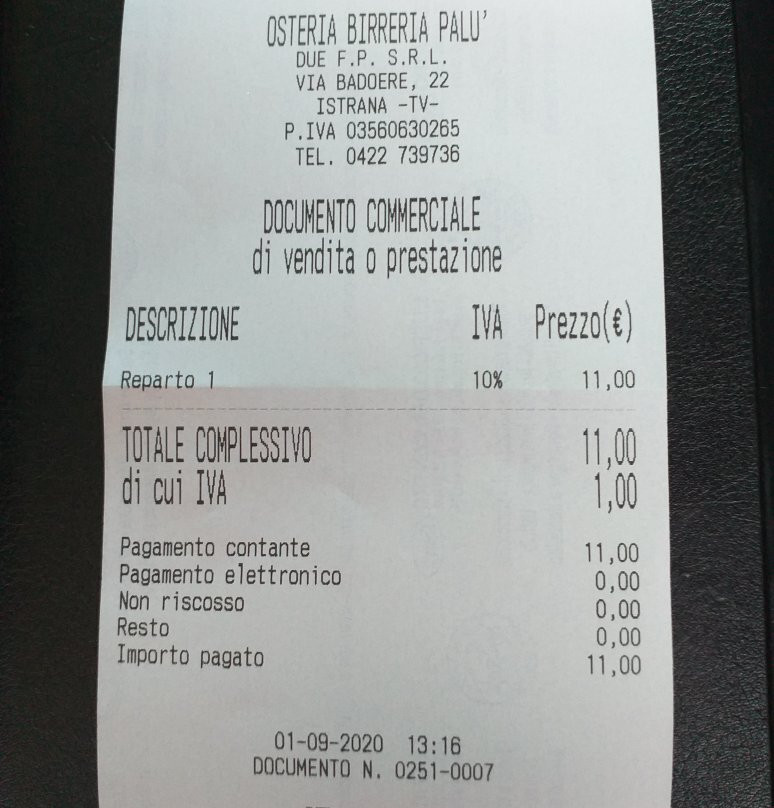 OSTERIA BIRRERIA PALU'
DUE F.P. S.R.L.
VIA BADOERE, 22
ISTRANA -TV-
P.IVA 03560630265
TEL. 0422 739736
DOCUMENTO COMMERCIALE
di vendita o prestazione
DESCRIZIONE IVA Prezzo(€)
Reparto 1 10% 11,00
TOTALE COMPLESSIVO 11,00
di cui IVA 1,00
Pagamento contante 11,00
Pagamento elettronico 0,00
Non riscosso 0,00
Resto 0,00
Importo pagato 11,00
01-09-2020 13:16
DOCUMENTO N. 0251-0007